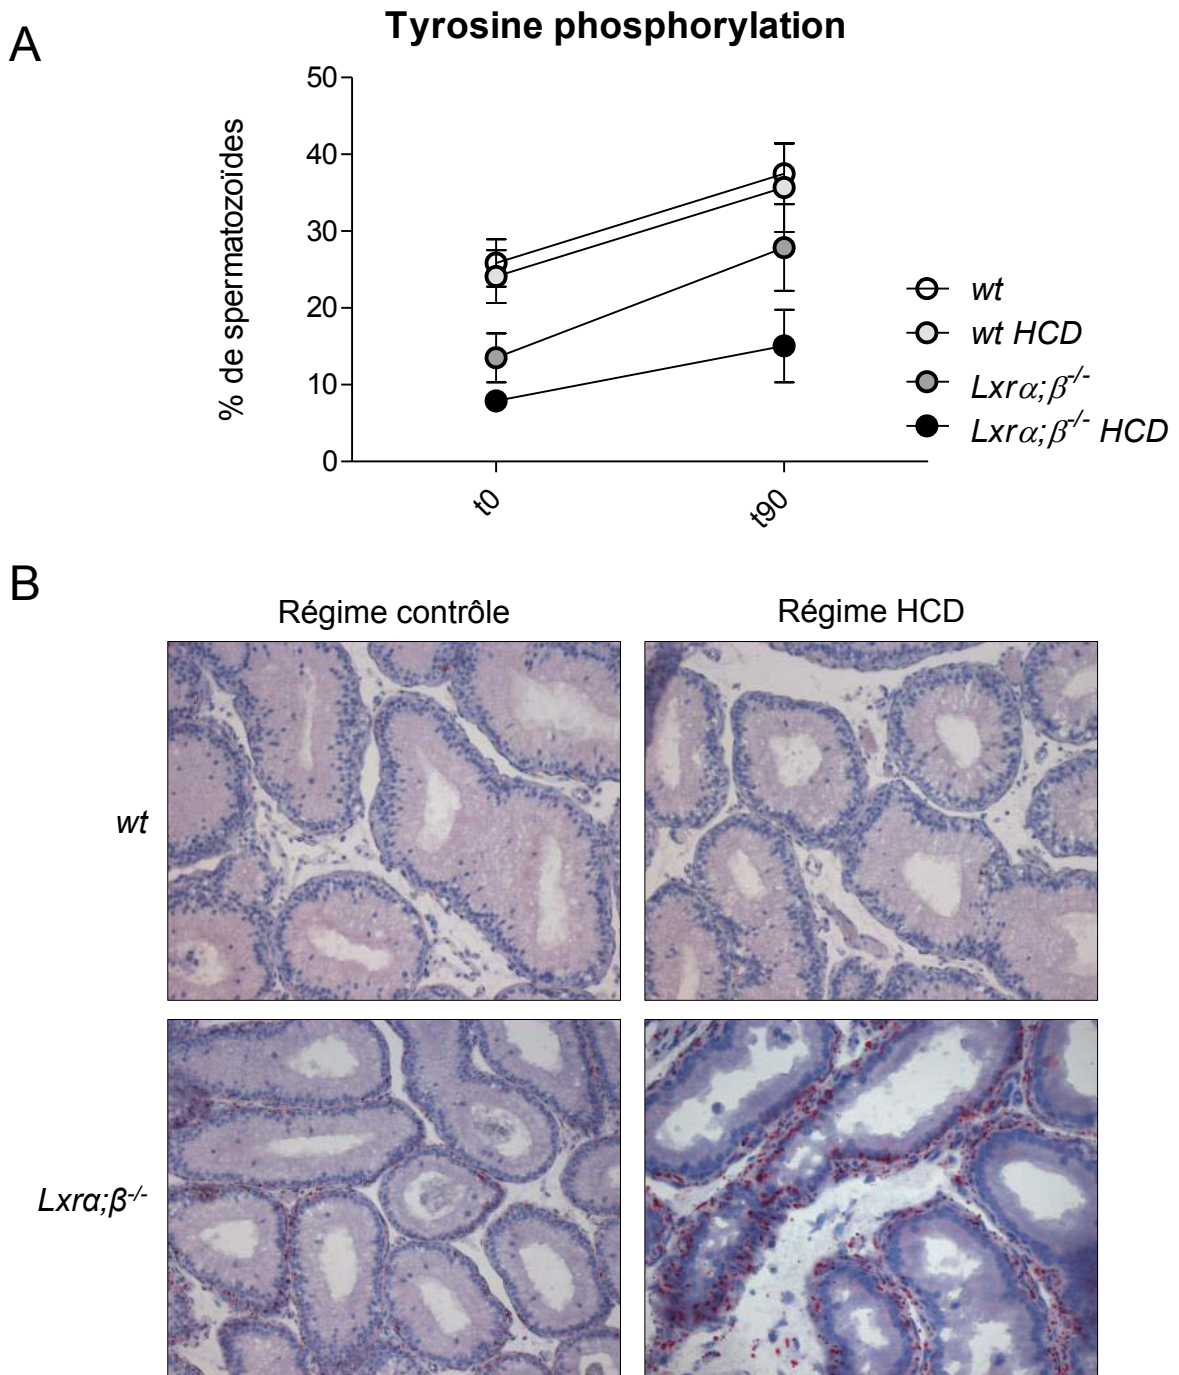 A
Tyrosine phosphorylation
% de spermatozoïdes
50
40
30
20
10
0
t0
t90
wt
wt HCD
Lxrα;β-/-
Lxrα;β-/- HCD
B
Régime contrôle
Régime HCD
wt
Lxrα;β-/-